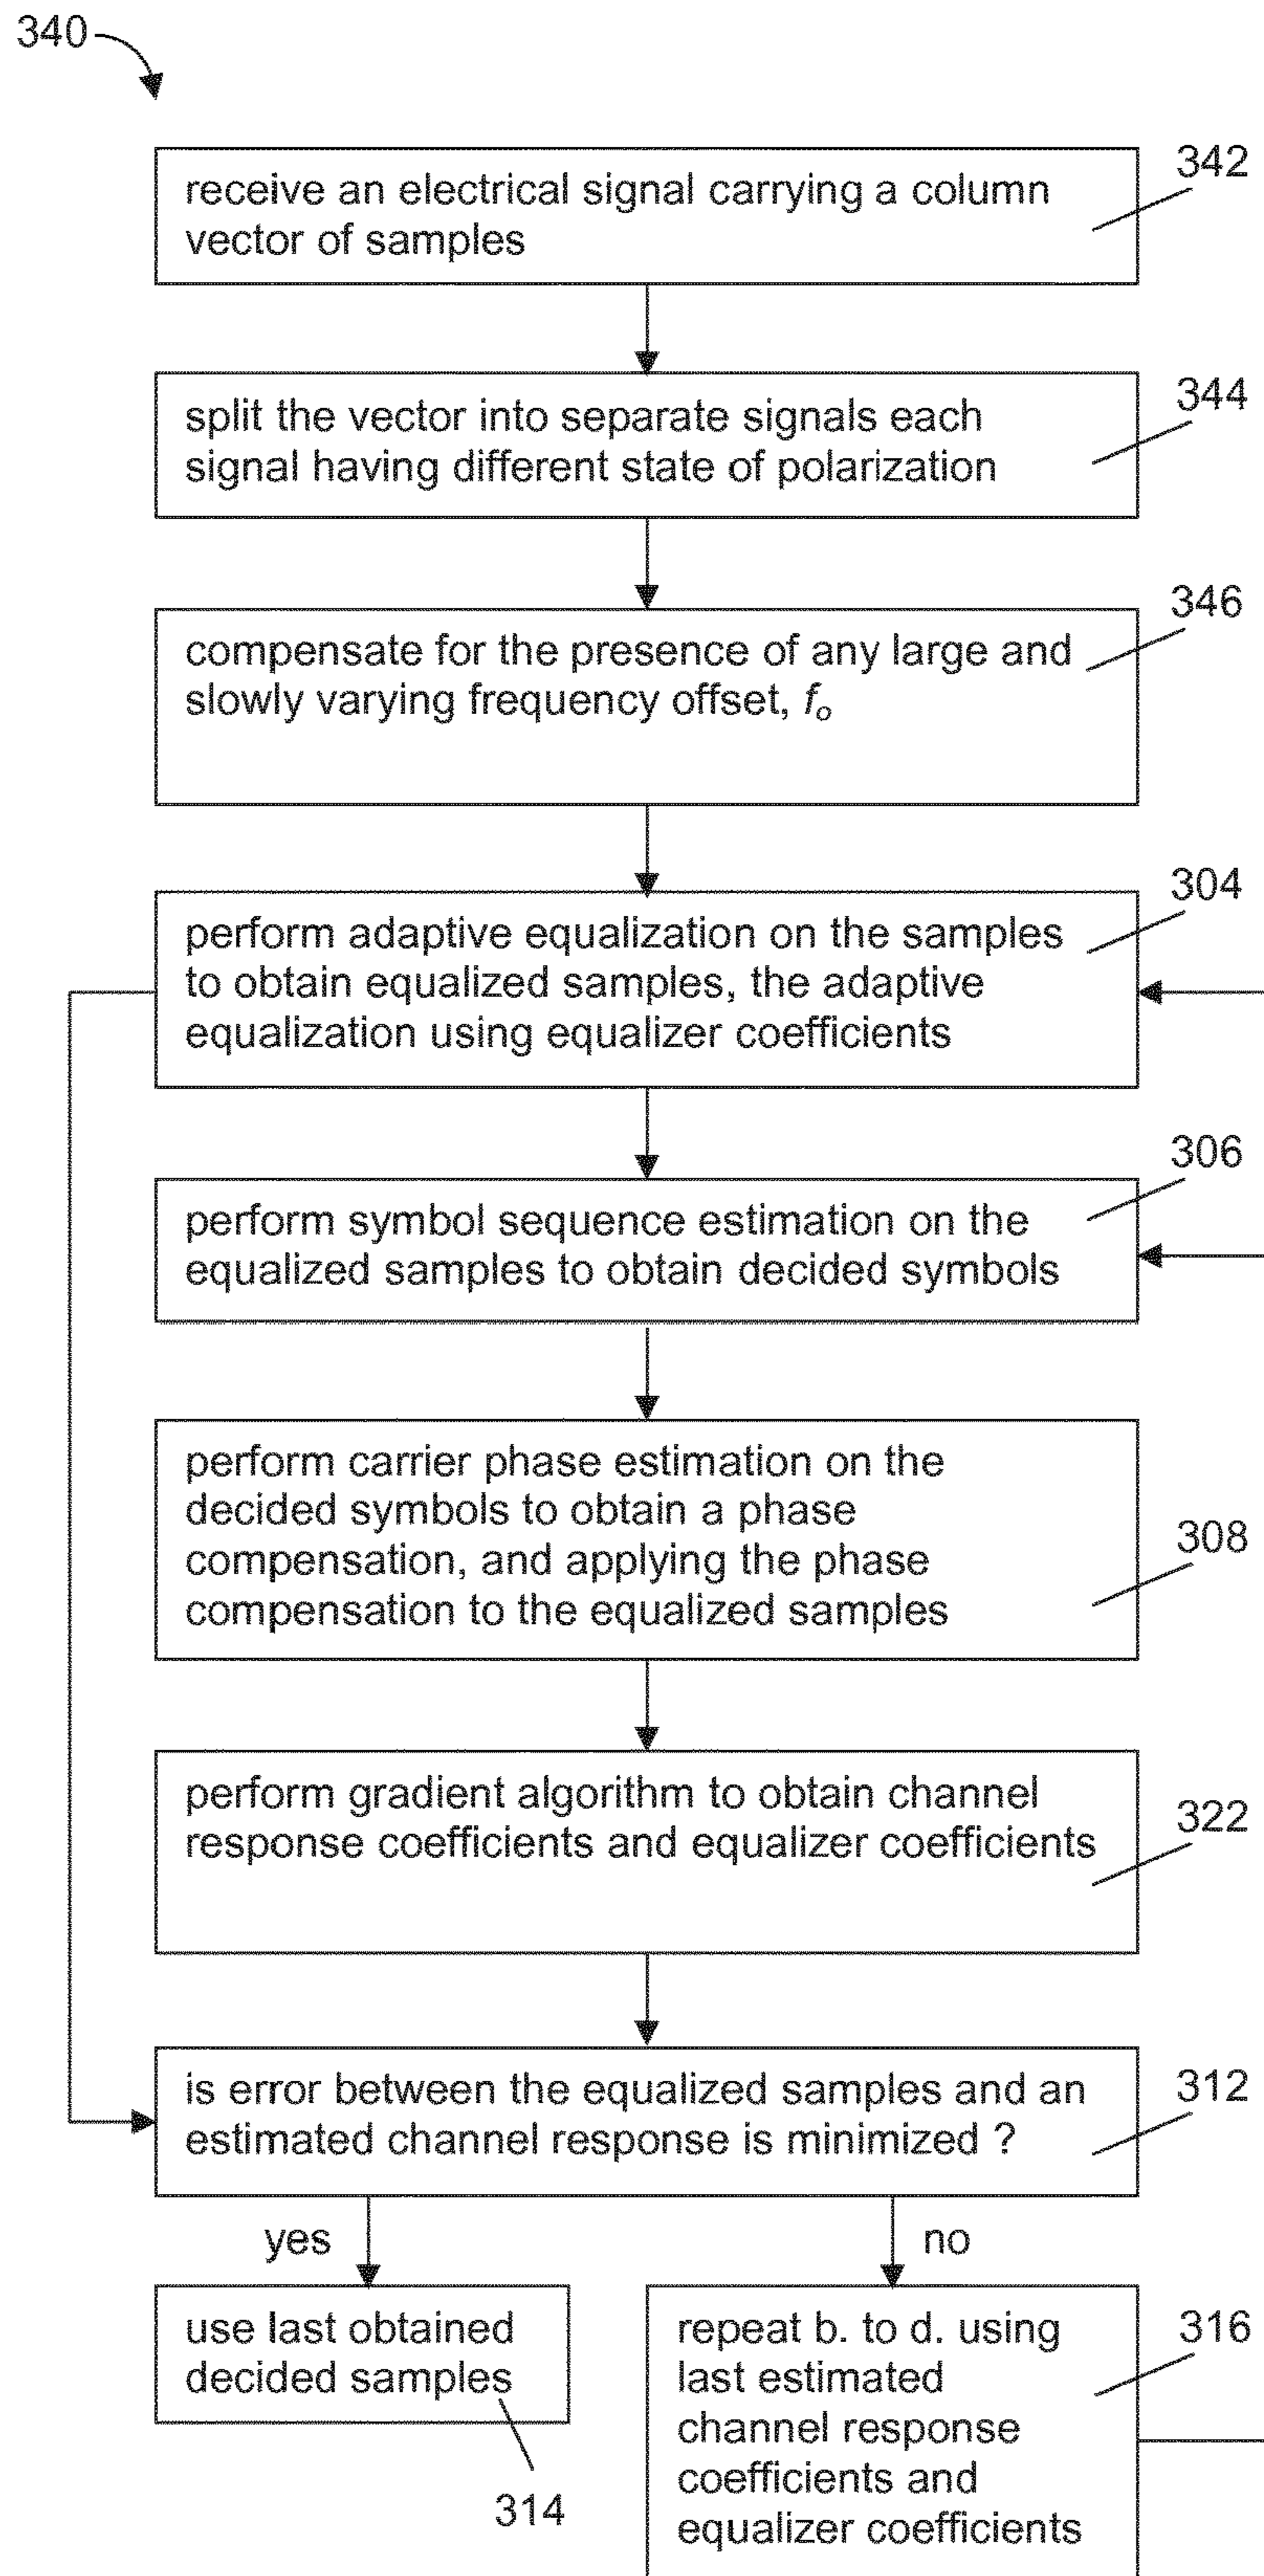 340
receive an electrical signal carrying a column
vector of samples
342
split the vector into separate signals each
signal having different state of polarization
344
compensate for the presence of any large and
slowly varying frequency offset, fo
346
perform adaptive equalization on the samples
to obtain equalized samples, the adaptive
equalization using equalizer coefficients
304
perform symbol sequence estimation on the
equalized samples to obtain decided symbols
306
perform carrier phase estimation on the
decided symbols to obtain a phase
compensation, and applying the phase
compensation to the equalized samples
308
perform gradient algorithm to obtain channel
response coefficients and equalizer coefficients
322
is error between the equalized samples and an
estimated channel response is minimized ?
312
yes
no
use last obtained
decided samples
314
repeat b. to d. using
last estimated
channel response
coefficients and
equalizer coefficients
316